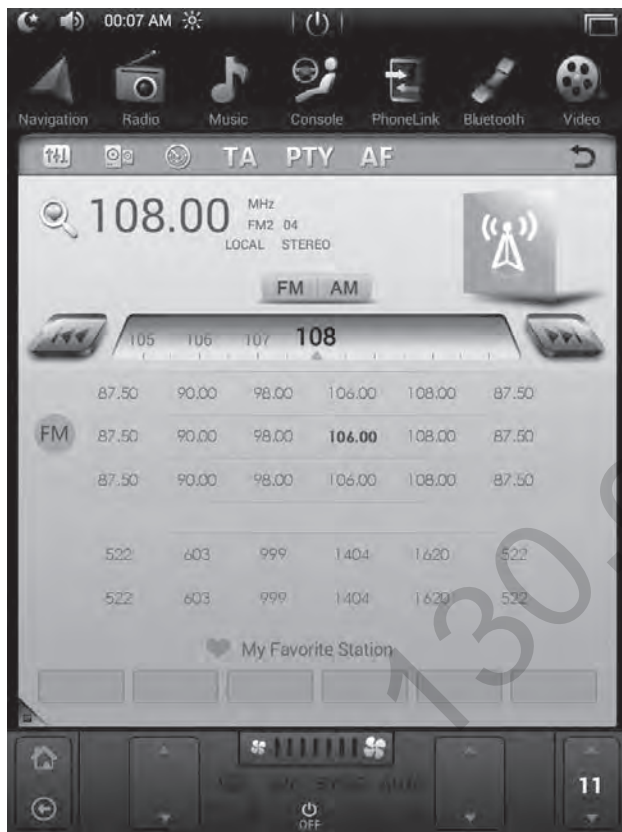 00:07 AM
Navigation Radio Music Console PhoneLink Bluetooth Video
TA PTY AF
108.00 MHz
FM2 04
LOCAL STEREO
FM AM
105 106 107 108
87.50 90.00 98.00 106.00 108.00 87.50
FM 87.50 90.00 98.00 106.00 108.00 87.50
87.50 90.00 98.00 106.00 108.00 87.50
522 603 999 1404 1620 522
522 603 999 1404 1620 522
My Favorite Station
11
OFF